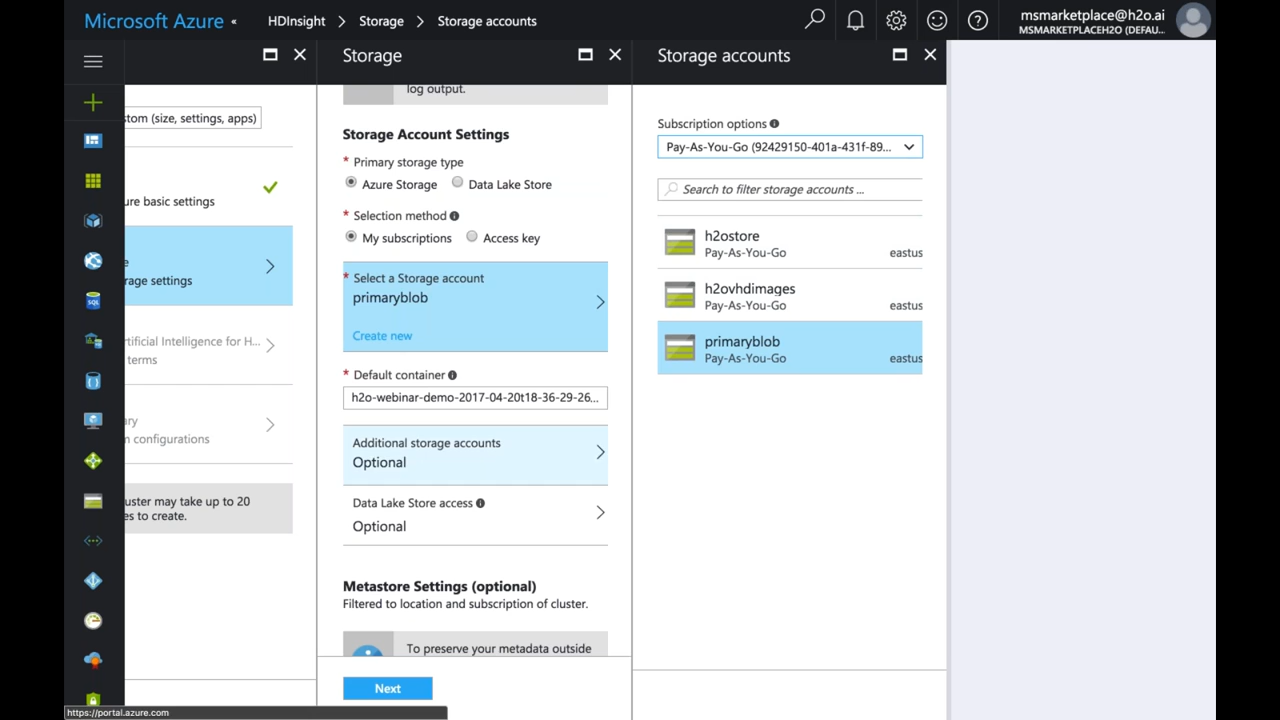 Microsoft Azure «
HDInsight > Storage > Storage accounts
msmarketplace@h2o.ai
MSMARKETPLACEH2O (DEFAU...
tom (size, settings, apps)
ure basic settings
e
rage settings
rtificial Intelligence for H...
terms
ry
n configurations
uster may take up to 20
es to create.
Storage
log output.
Storage Account Settings
* Primary storage type
Azure Storage
Data Lake Store
* Selection method
My subscriptions
Access key
* Select a Storage account
primaryblob
Create new
* Default container
h2o-webinar-demo-2017-04-20t18-36-29-26...
Additional storage accounts
Optional
Data Lake Store access
Optional
Metastore Settings (optional)
Filtered to location and subscription of cluster.
To preserve your metadata outside
Next
Storage accounts
Subscription options
Pay-As-You-Go (92429150-401a-431f-89...
Search to filter storage accounts ...
h2ostore
Pay-As-You-Go eastus
h2ovhdimages
Pay-As-You-Go eastus
primaryblob
Pay-As-You-Go eastus
https://portal.azure.com